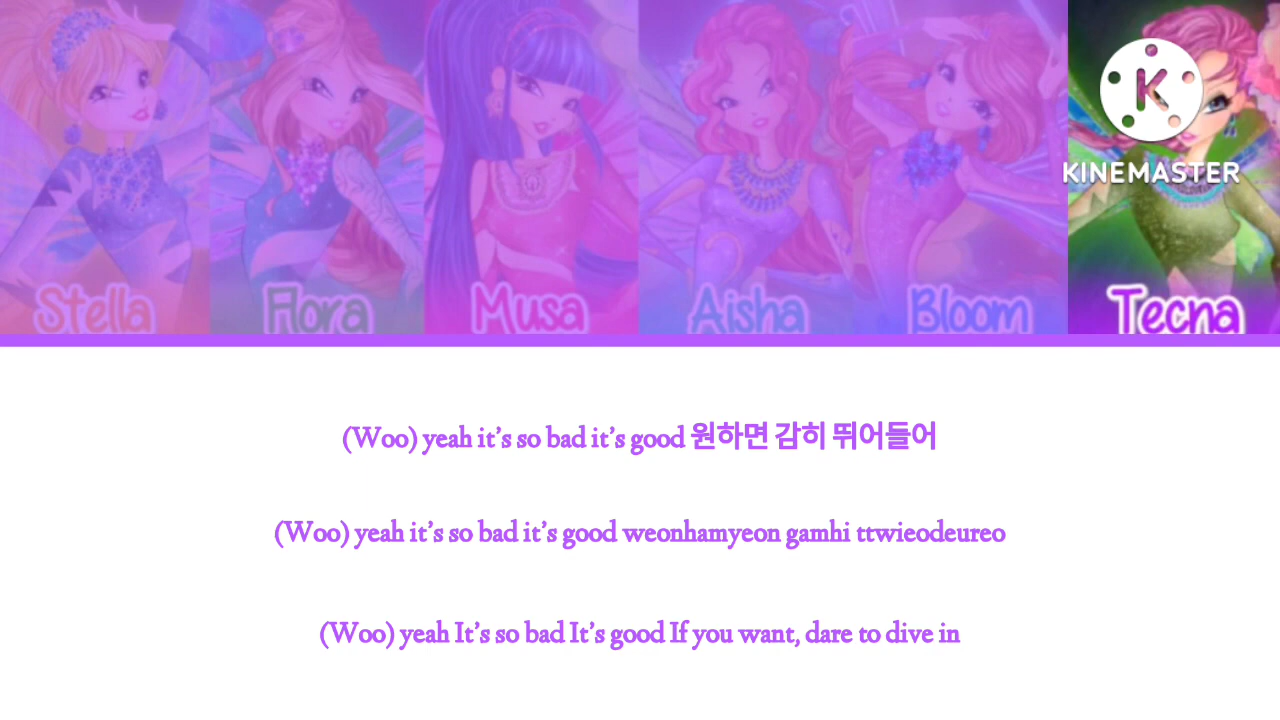 K
KINEMASTER
Stella Flora Musa Aisha Bloom Tecna
(Woo) yeah it’s so bad it’s good 원하면 감히 뛰어들어
(Woo) yeah it’s so bad it’s good weonhamyeon gamhi ttwieodeureo
(Woo) yeah It’s so bad It’s good If you want, dare to dive in